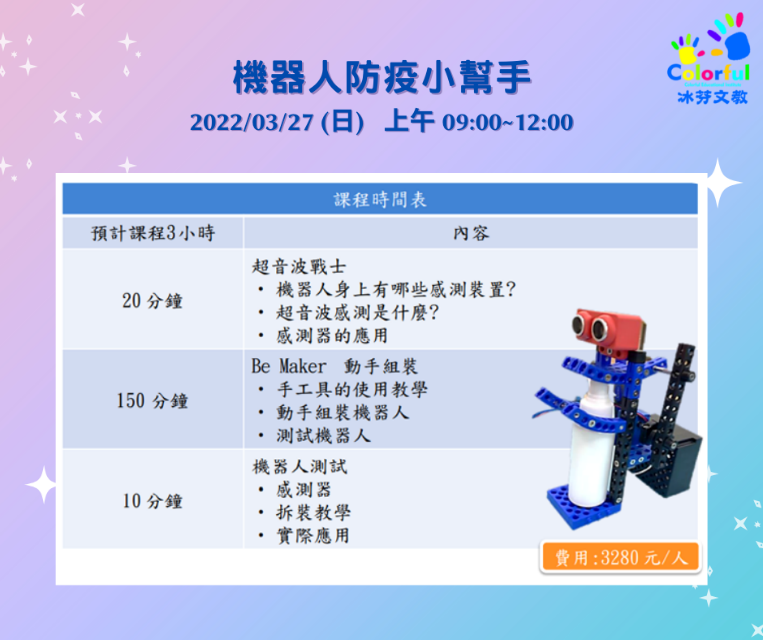 Colorful
冰芬文教
機器人防疫小幫手
2022/03/27 (日) 上午 09:00~12:00
課程時間表
預計課程3小時 內容
20 分鐘
超音波戰士
• 機器人身上有哪些感測裝置?
• 超音波感測是什麼?
• 感測器的應用
150 分鐘
Be Maker 動手組裝
• 手工具的使用教學
• 動手組裝機器人
• 測試機器人
10 分鐘
機器人測試
• 感測器
• 拆裝教學
• 實際應用
費用:3280 元/人